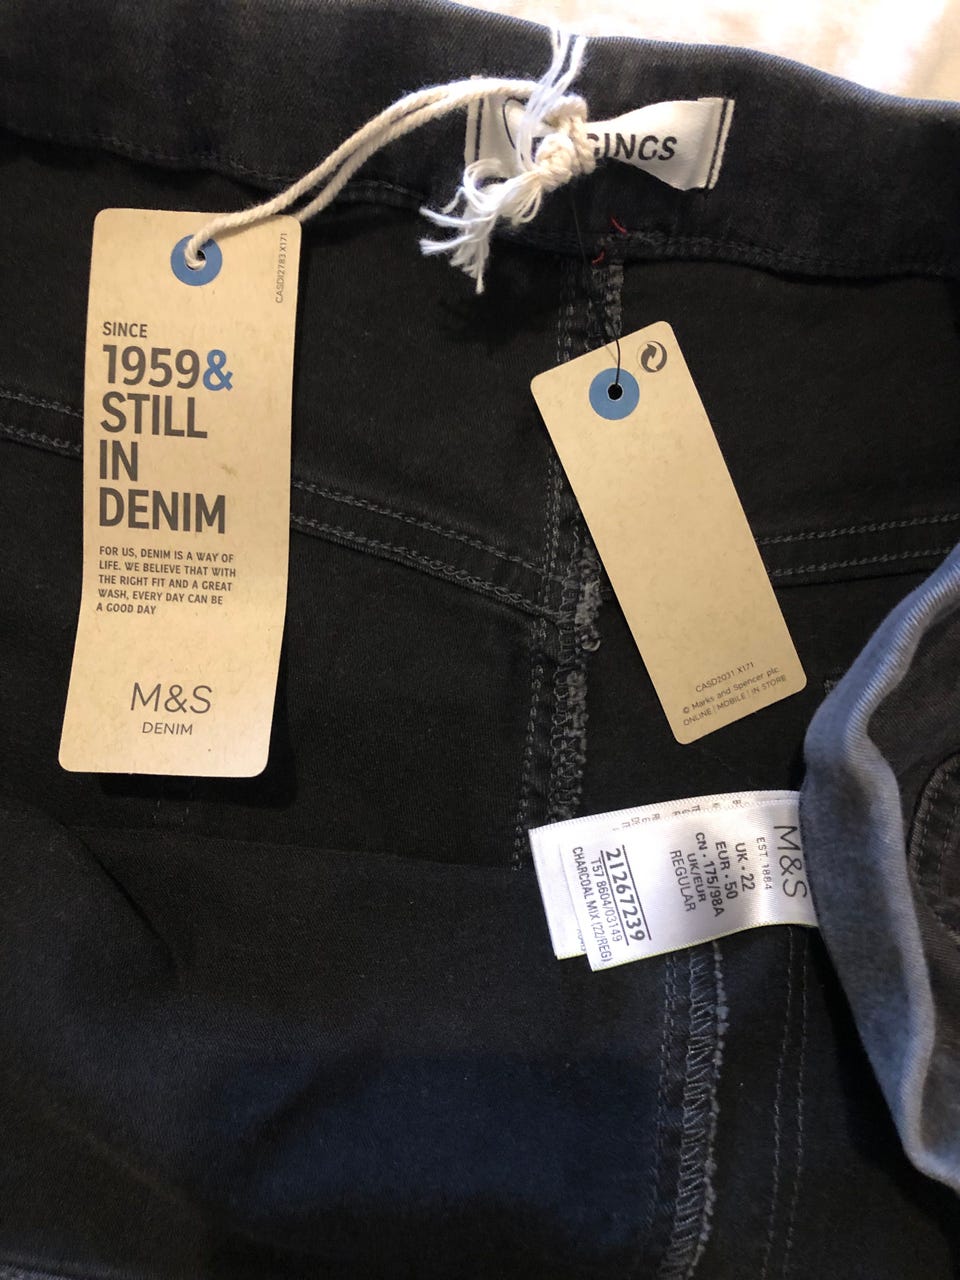 GINGS
CASDI2783 X171
SINCE
1959&
STILL
IN
DENIM
FOR US, DENIM IS A WAY OF
LIFE. WE BELIEVE THAT WITH
THE RIGHT FIT AND A GREAT
WASH, EVERY DAY CAN BE
A GOOD DAY
M&S
DENIM
CASD2031 X171
© Marks and Spencer plc
ONLINE | MOBILE | IN STORE
M&S
EST. 1884
UK - 22
EUR - 50
CN - 175/98A
UK/EUR
REGULAR
21267239
T57 8604/03149
CHARCOAL MIX (22/REG)